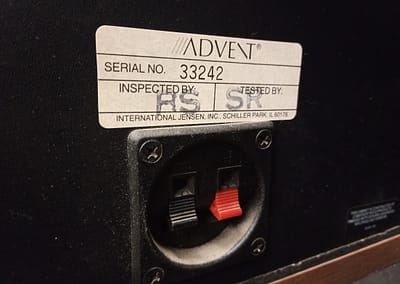 ADVENT®
SERIAL NO. 33242
INSPECTED BY: TESTED BY:
RS SR
INTERNATIONAL JENSEN, INC., SCHILLER PARK, IL 60176